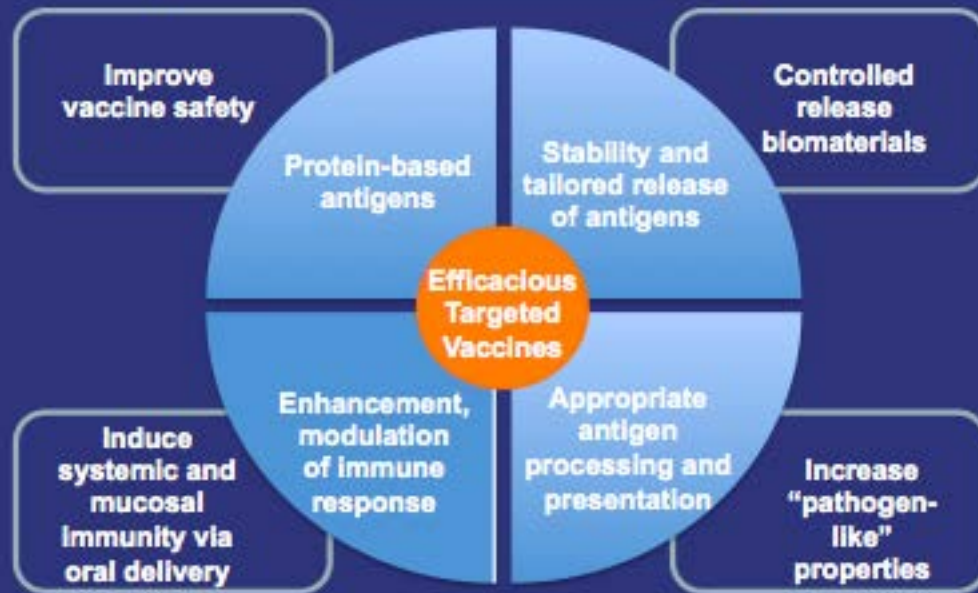 Improve
vaccine safety
Protein-based
antigens
Stability and
tailored release
of antigens
Controlled
release
biomaterials
Efficacious
Targeted
Vaccines
Induce
systemic and
mucosal
immunity via
oral delivery
Enhancement,
modulation
of immune
response
Appropriate
antigen
processing and
presentation
Increase
“pathogen-
like”
properties